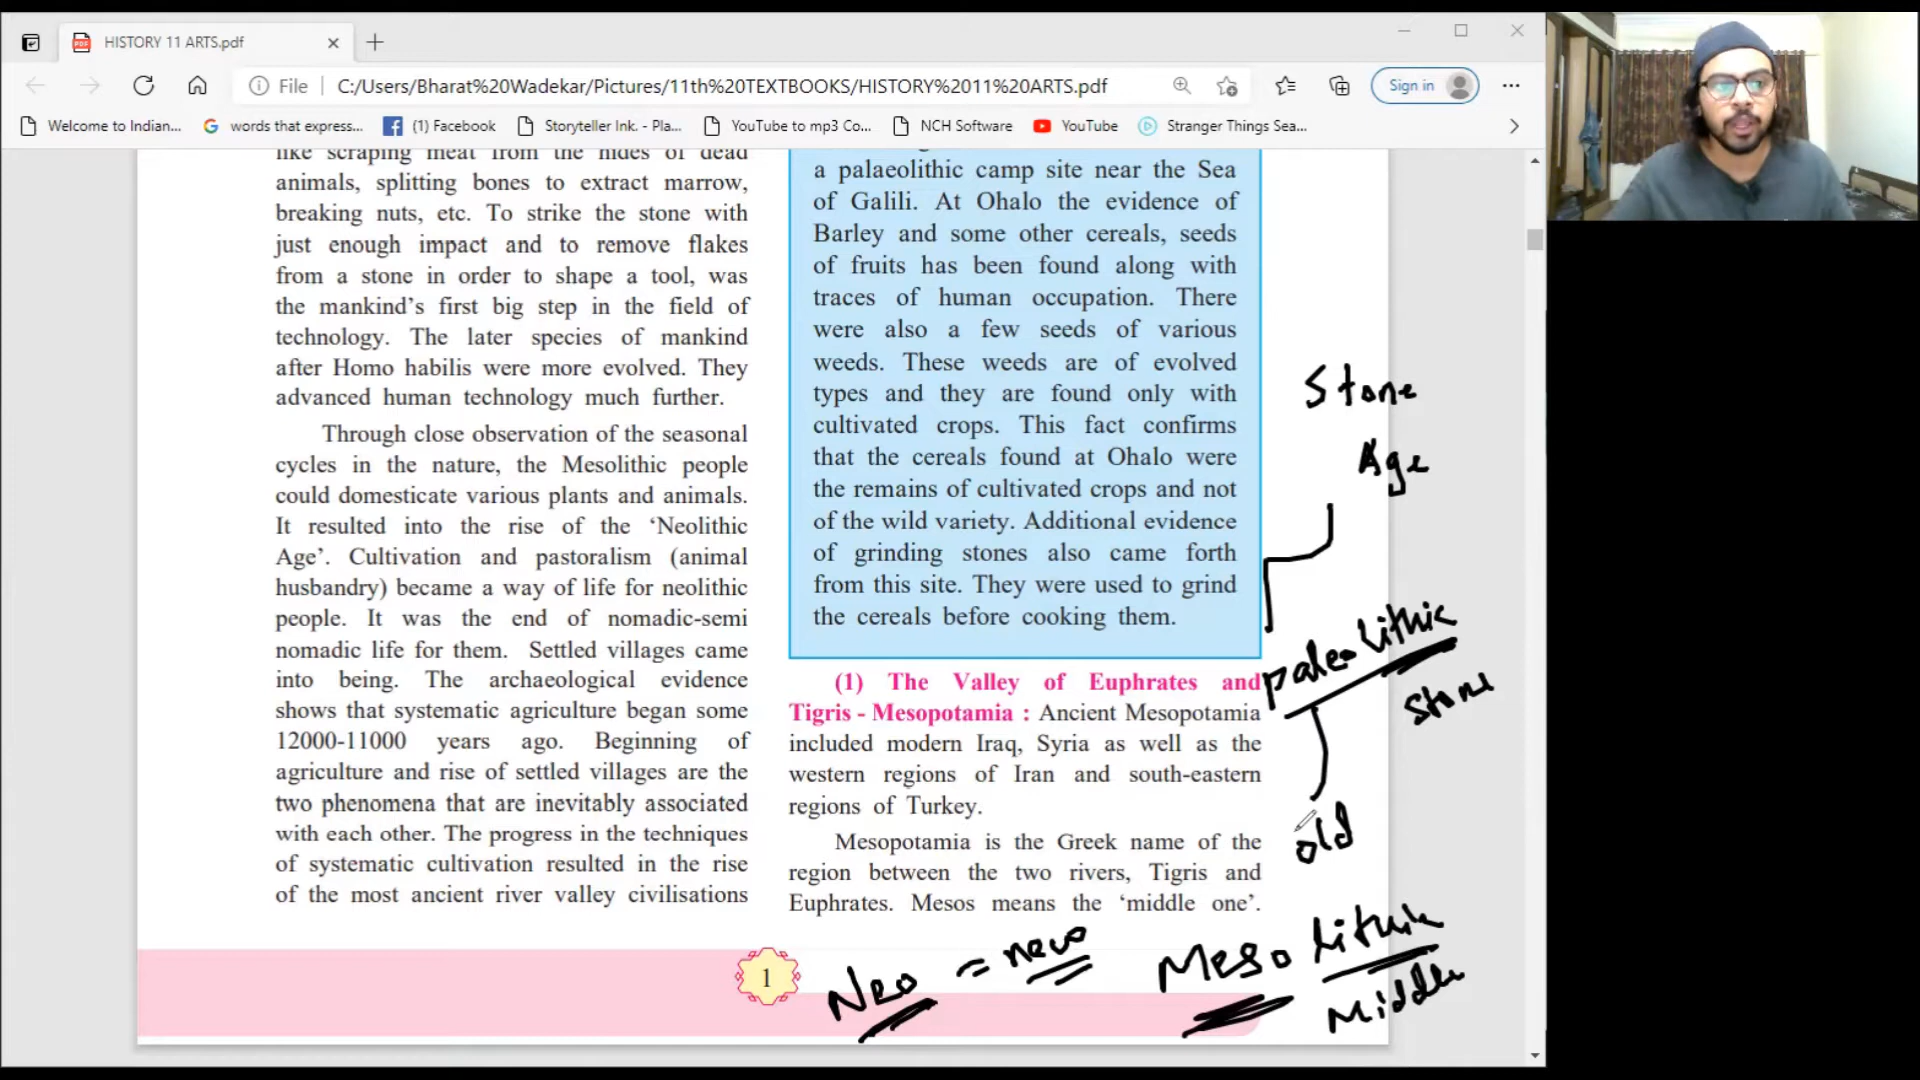 HISTORY 11 ARTS.pdf
File
C:/Users/Bharat%20Wadekar/Pictures/11th%20TEXTBOOKS/HISTORY%2011%20ARTS.pdf
Sign in
Welcome to Indian...
words that express...
(1) Facebook
Storyteller Ink. - Pla...
YouTube to mp3 Co...
NCH Software
YouTube
Stranger Things Sea...
like scraping meat from the hides of dead
animals, splitting bones to extract marrow,
breaking nuts, etc. To strike the stone with
just enough impact and to remove flakes
from a stone in order to shape a tool, was
the mankind's first big step in the field of
technology. The later species of mankind
after Homo habilis were more evolved. They
advanced human technology much further.
Through close observation of the seasonal
cycles in the nature, the Mesolithic people
could domesticate various plants and animals.
It resulted into the rise of the ‘Neolithic
Age’. Cultivation and pastoralism (animal
husbandry) became a way of life for neolithic
people. It was the end of nomadic-semi
nomadic life for them. Settled villages came
into being. The archaeological evidence
shows that systematic agriculture began some
12000-11000 years ago. Beginning of
agriculture and rise of settled villages are the
two phenomena that are inevitably associated
with each other. The progress in the techniques
of systematic cultivation resulted in the rise
of the most ancient river valley civilisations
a palaeolithic camp site near the Sea
of Galili. At Ohalo the evidence of
Barley and some other cereals, seeds
of fruits has been found along with
traces of human occupation. There
were also a few seeds of various
weeds. These weeds are of evolved
types and they are found only with
cultivated crops. This fact confirms
that the cereals found at Ohalo were
the remains of cultivated crops and not
of the wild variety. Additional evidence
of grinding stones also came forth
from this site. They were used to grind
the cereals before cooking them.
(1) The Valley of Euphrates and
Tigris - Mesopotamia : Ancient Mesopotamia
included modern Iraq, Syria as well as the
western regions of Iran and south-eastern
regions of Turkey.
Mesopotamia is the Greek name of the
region between the two rivers, Tigris and
Euphrates. Mesos means the ‘middle one’.
1
Stone
Age
paleo Lithic
Stone
old
Neo = new
Meso Lithic
Middle